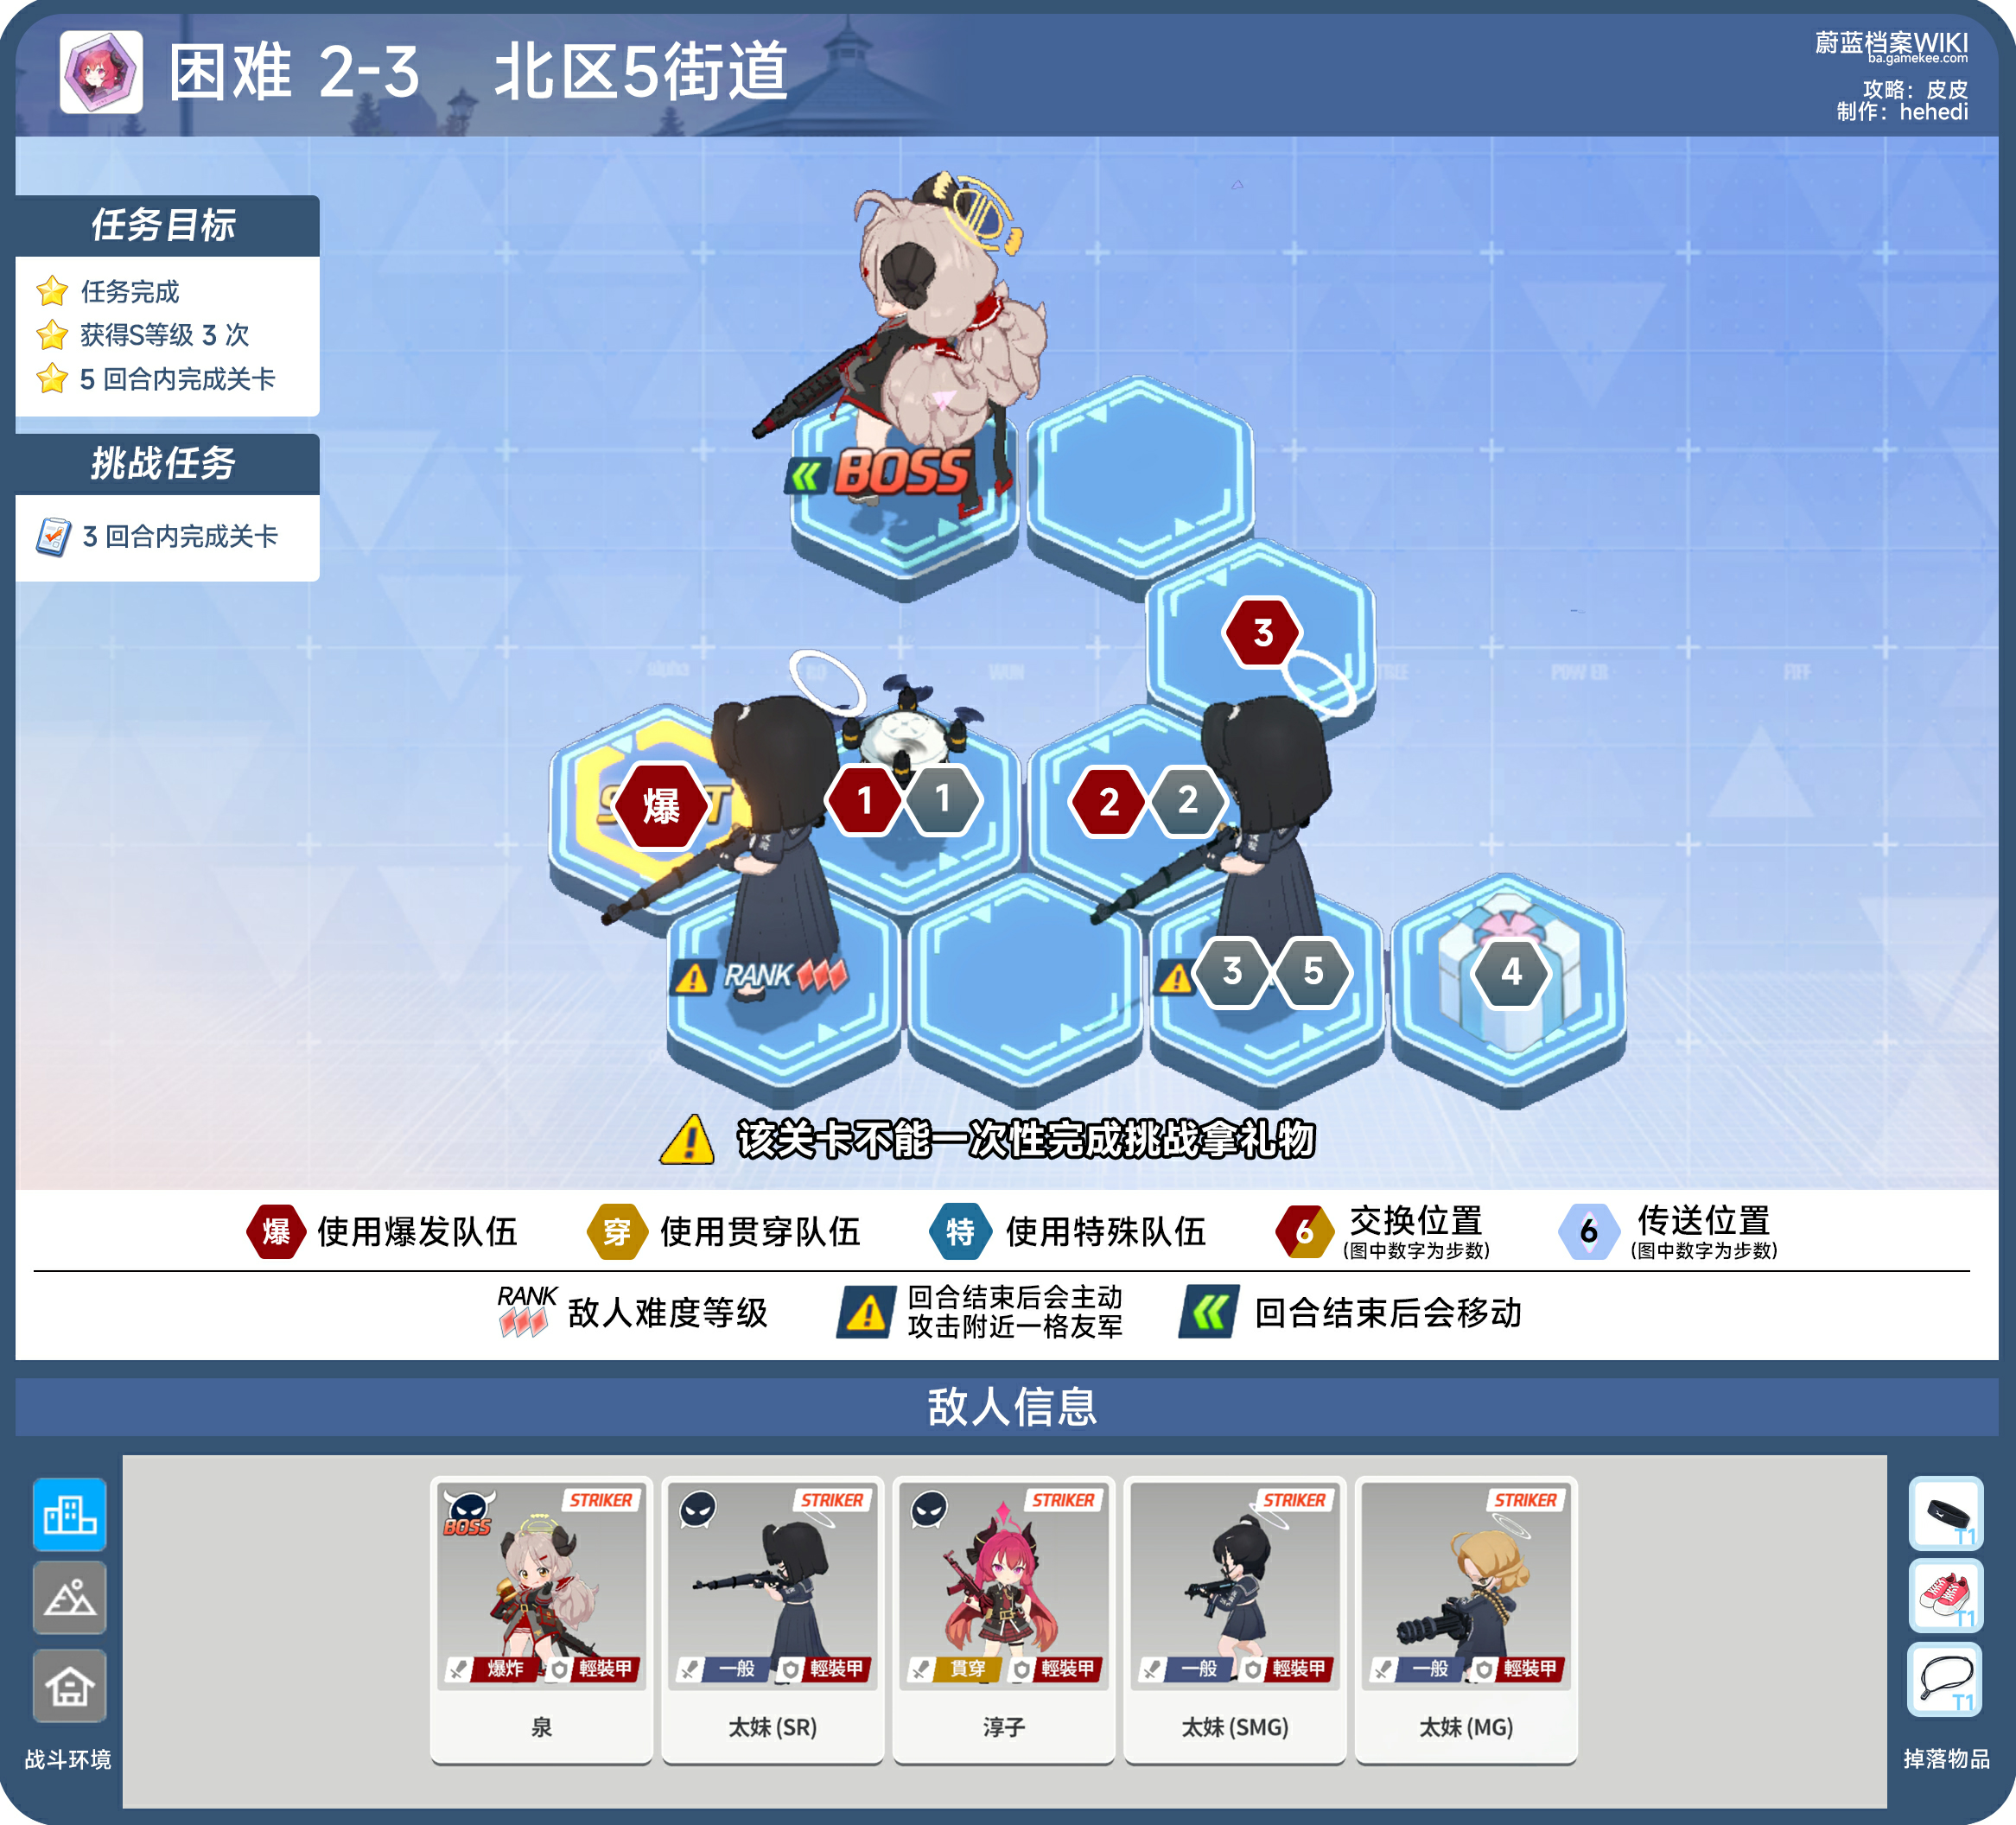 困难 2-3 北区5街道
蔚蓝档案WIKI
ba.gamekee.com
攻略：皮皮
制作：hehedi
任务目标
任务完成
获得S等级 3 次
5 回合内完成关卡
挑战任务
3 回合内完成关卡
BOSS
3
爆
1
1
2
2
RANK
3
5
4
该关卡不能一次性完成挑战拿礼物
爆 使用爆发队伍
穿 使用贯穿队伍
特 使用特殊队伍
6 交换位置
(图中数字为步数)
6 传送位置
(图中数字为步数)
RANK 敌人难度等级
回合结束后会主动
攻击附近一格友军
回合结束后会移动
敌人信息
战斗环境
BOSS
STRIKER
爆炸 輕裝甲
泉
STRIKER
一般 輕裝甲
太妹 (SR)
STRIKER
貫穿 輕裝甲
淳子
STRIKER
一般 輕裝甲
太妹 (SMG)
STRIKER
一般 輕裝甲
太妹 (MG)
T1
T1
T1
掉落物品